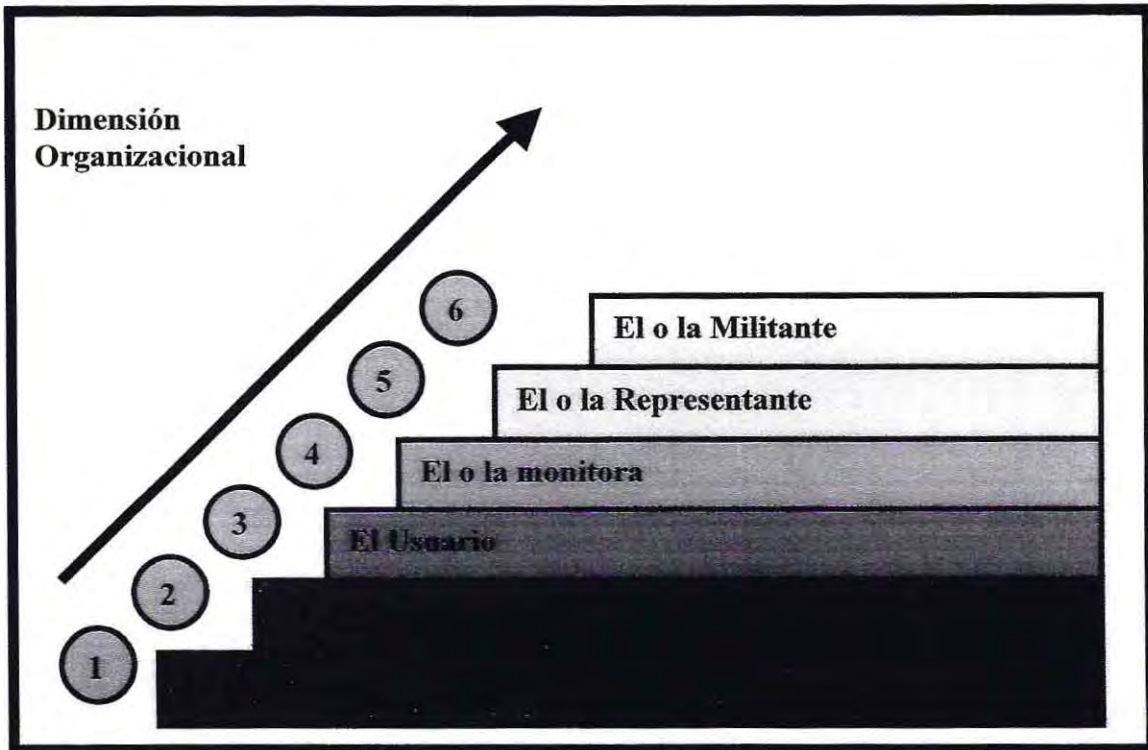 Dimensión
Organizacional
6
El o la Militante
5
El o la Representante
4
El o la monitora
3
El Usuario
2
1